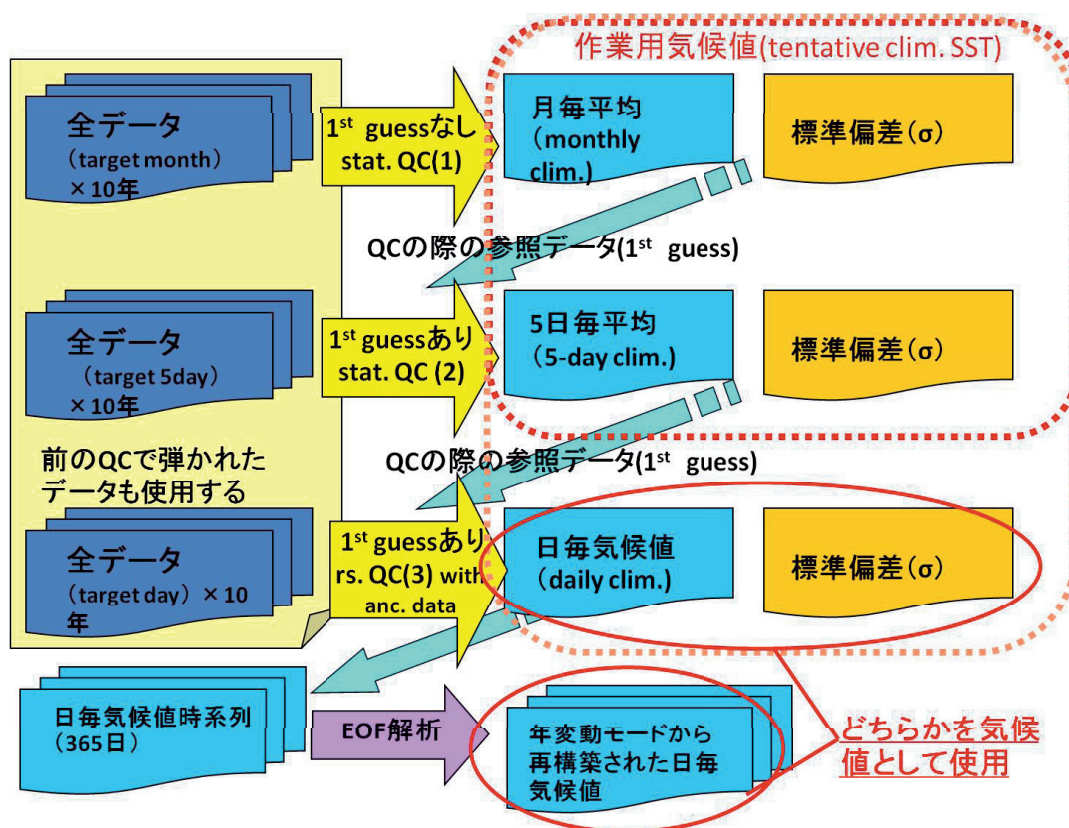 作業用気候値(tentative clim. SST)
全データ
（target month）
×10年
1st guessなし
stat. QC(1)
月毎平均
（monthly
clim.）
標準偏差（σ）
QCの際の参照データ(1st guess)
全データ
（target 5day）
×10年
1st guessあり
stat. QC (2)
5日毎平均
（5-day clim.）
標準偏差（σ）
QCの際の参照データ(1st guess)
前のQCで弾かれた
データも使用する
全データ
（target day）×10
年
1st guessあり
rs. QC(3) with
anc. data
日毎気候値
（daily clim.）
標準偏差（σ）
日毎気候値時系列
（365日）
EOF解析
年変動モードから
再構築された日毎
気候値
どちらかを気候
値として使用